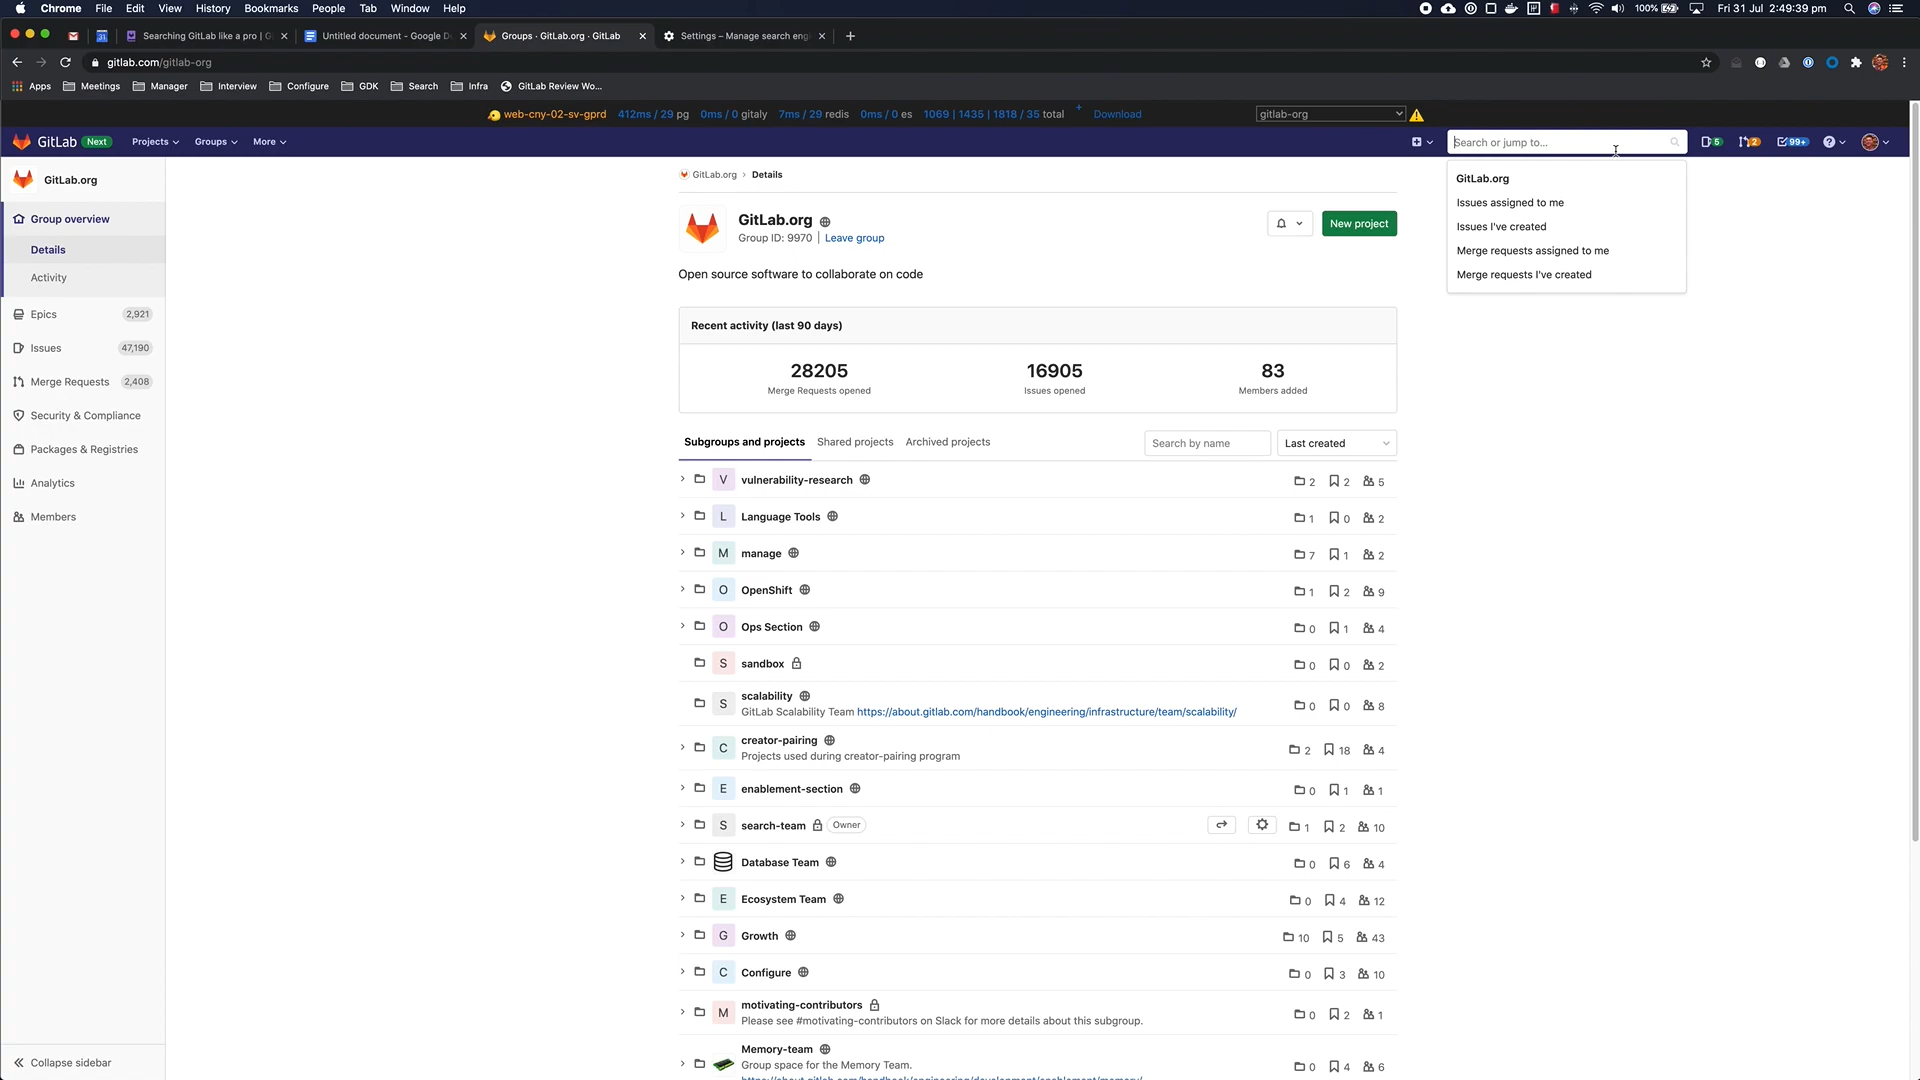 Chrome File Edit View History Bookmarks People Tab Window Help 100% Fri 31 Jul 2:49:39 pm
Searching GitLab like a pro | G Untitled document - Google D Groups · GitLab.org · GitLab Settings – Manage search eng
gitlab.com/gitlab-org
Apps Meetings Manager Interview Configure GDK Search Infra GitLab Review Wo...
web-cny-02-sv-gprd 412ms / 29 pg 0ms / 0 gitaly 7ms / 29 redis 0ms / 0 es 1069 | 1435 | 1818 / 35 total + Download gitlab-org
GitLab Next Projects Groups More Search or jump to... 5 2 99+
GitLab.org
Group overview
Details
Activity
Epics 2,921
Issues 47,190
Merge Requests 2,408
Security & Compliance
Packages & Registries
Analytics
Members
Collapse sidebar
GitLab.org › Details
GitLab.org
Group ID: 9970 | Leave group
New project
Open source software to collaborate on code
Recent activity (last 90 days)
28205 16905 83
Merge Requests opened Issues opened Members added
Subgroups and projects Shared projects Archived projects Search by name Last created
V vulnerability-research 2 2 5
L Language Tools 1 0 2
M manage 7 1 2
O OpenShift 1 2 9
O Ops Section 0 1 4
S sandbox 0 0 2
S scalability 0 0 8
GitLab Scalability Team https://about.gitlab.com/handbook/engineering/infrastructure/team/scalability/
C creator-pairing 2 18 4
Projects used during creator-pairing program
E enablement-section 0 1 1
S search-team Owner 1 2 10
Database Team 0 6 4
E Ecosystem Team 0 4 12
G Growth 10 5 43
C Configure 0 3 10
M motivating-contributors 0 2 1
Please see #motivating-contributors on Slack for more details about this subgroup.
Memory-team 0 4 6
Group space for the Memory Team.
https://about.gitlab.com/handbook/engineering/development/enablement/memory/
GitLab.org
Issues assigned to me
Issues I've created
Merge requests assigned to me
Merge requests I've created